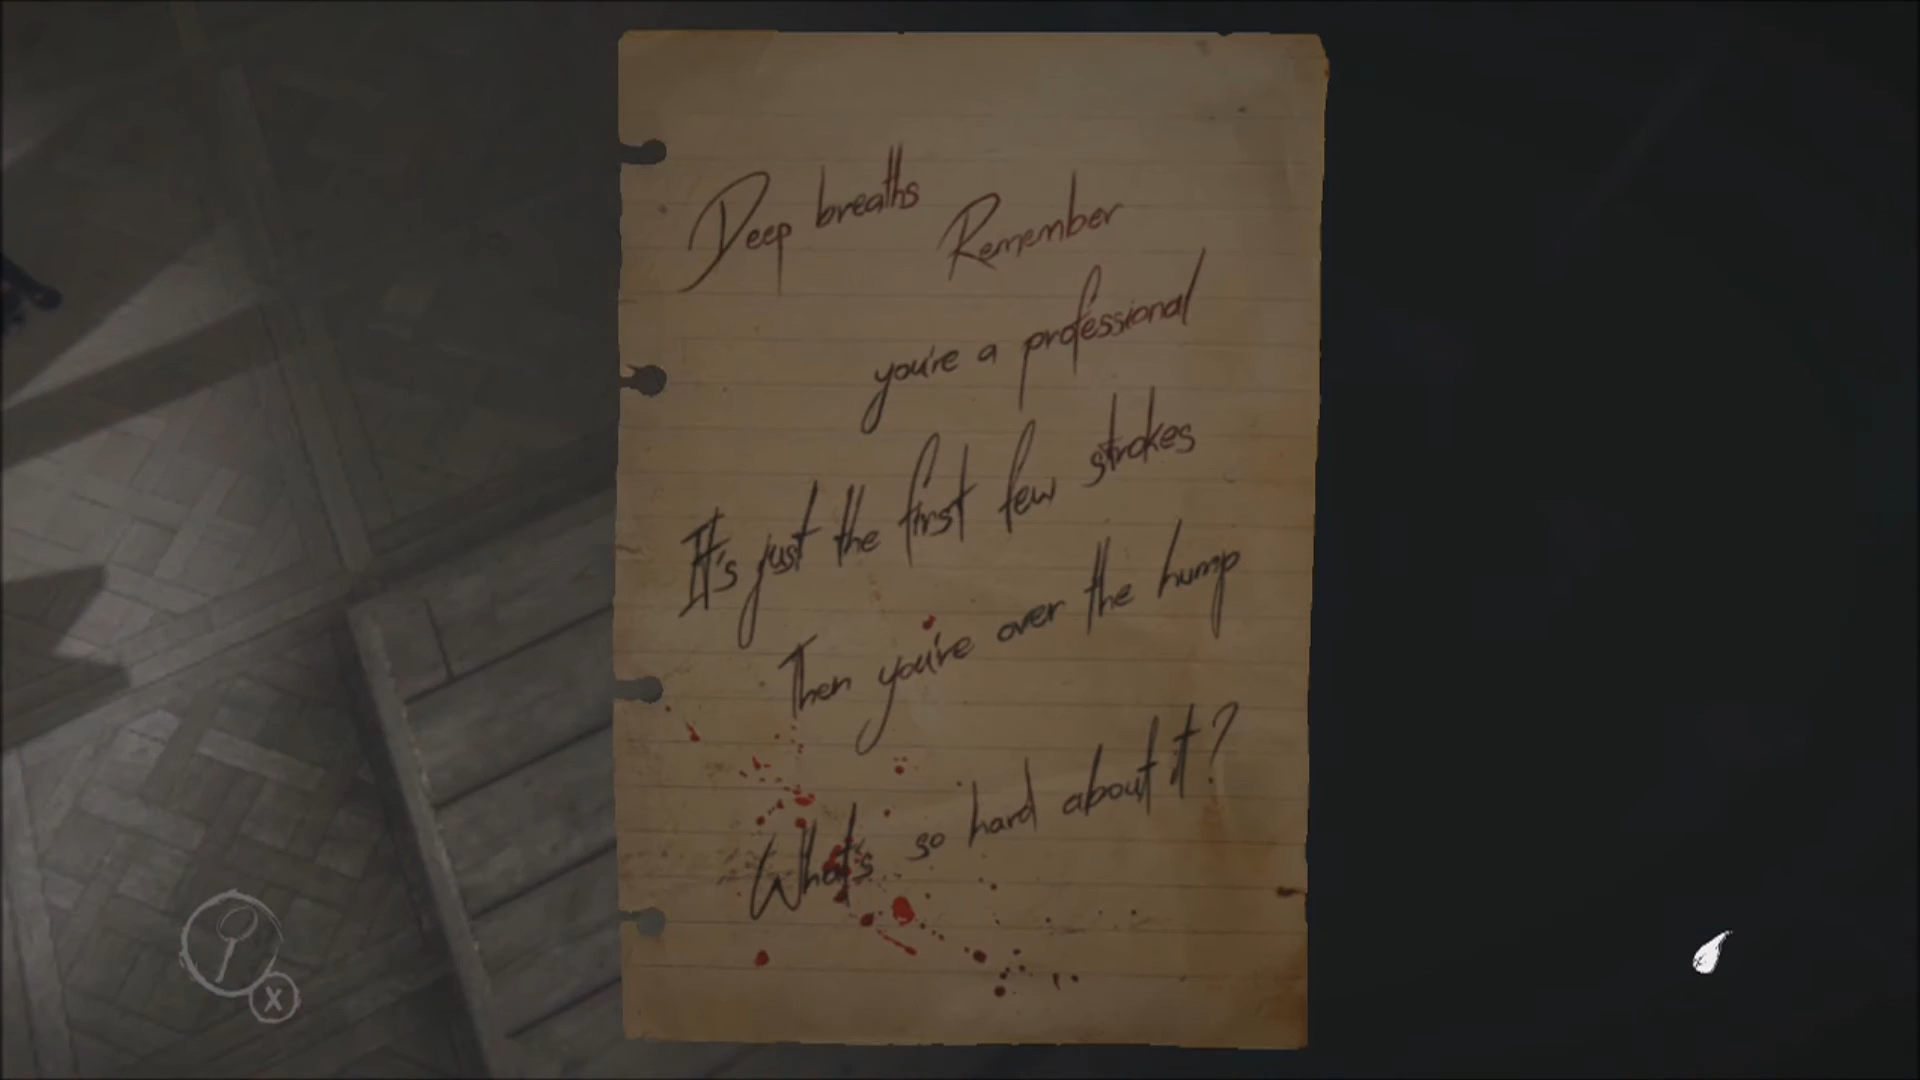 Deep breaths Remember
you're a professional
It's just the first few strokes
Then you're over the hump
What's so hard about it?
X